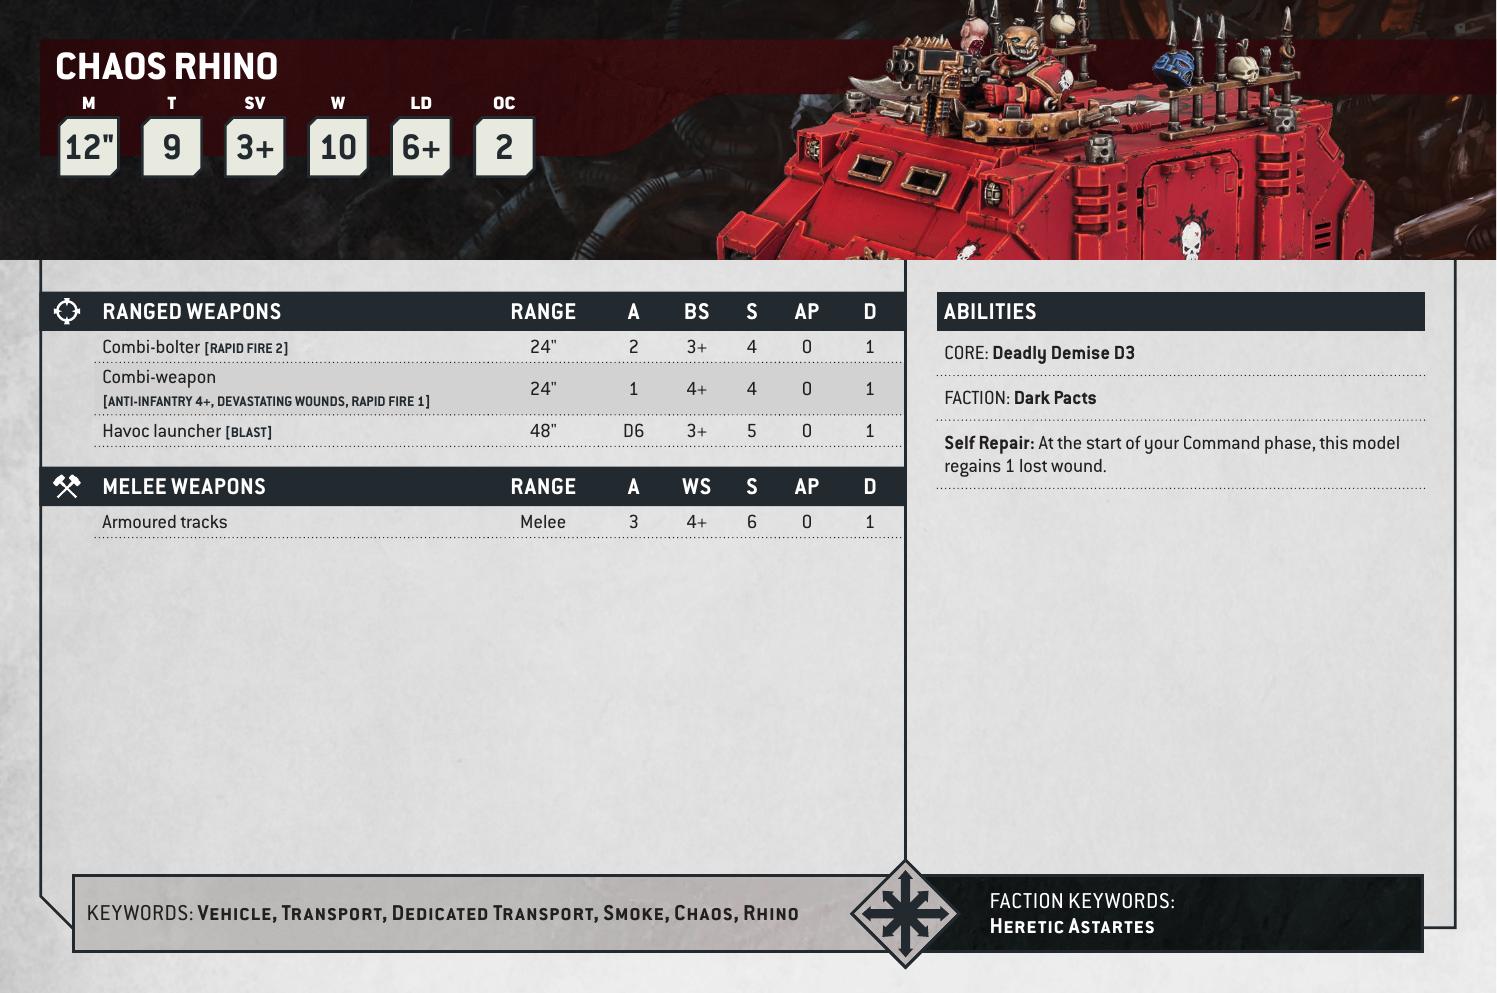 CHAOS RHINO
M T SV W LD OC
12" 9 3+ 10 6+ 2
RANGED WEAPONS RANGE A BS S AP D
Combi-bolter [RAPID FIRE 2] 24" 2 3+ 4 0 1
Combi-weapon
[ANTI-INFANTRY 4+, DEVASTATING WOUNDS, RAPID FIRE 1] 24" 1 4+ 4 0 1
Havoc launcher [BLAST] 48" D6 3+ 5 0 1
MELEE WEAPONS RANGE A WS S AP D
Armoured tracks Melee 3 4+ 6 0 1
ABILITIES
CORE: Deadly Demise D3
FACTION: Dark Pacts
Self Repair: At the start of your Command phase, this model
regains 1 lost wound.
KEYWORDS: Vehicle, Transport, Dedicated Transport, Smoke, Chaos, Rhino
FACTION KEYWORDS:
Heretic Astartes